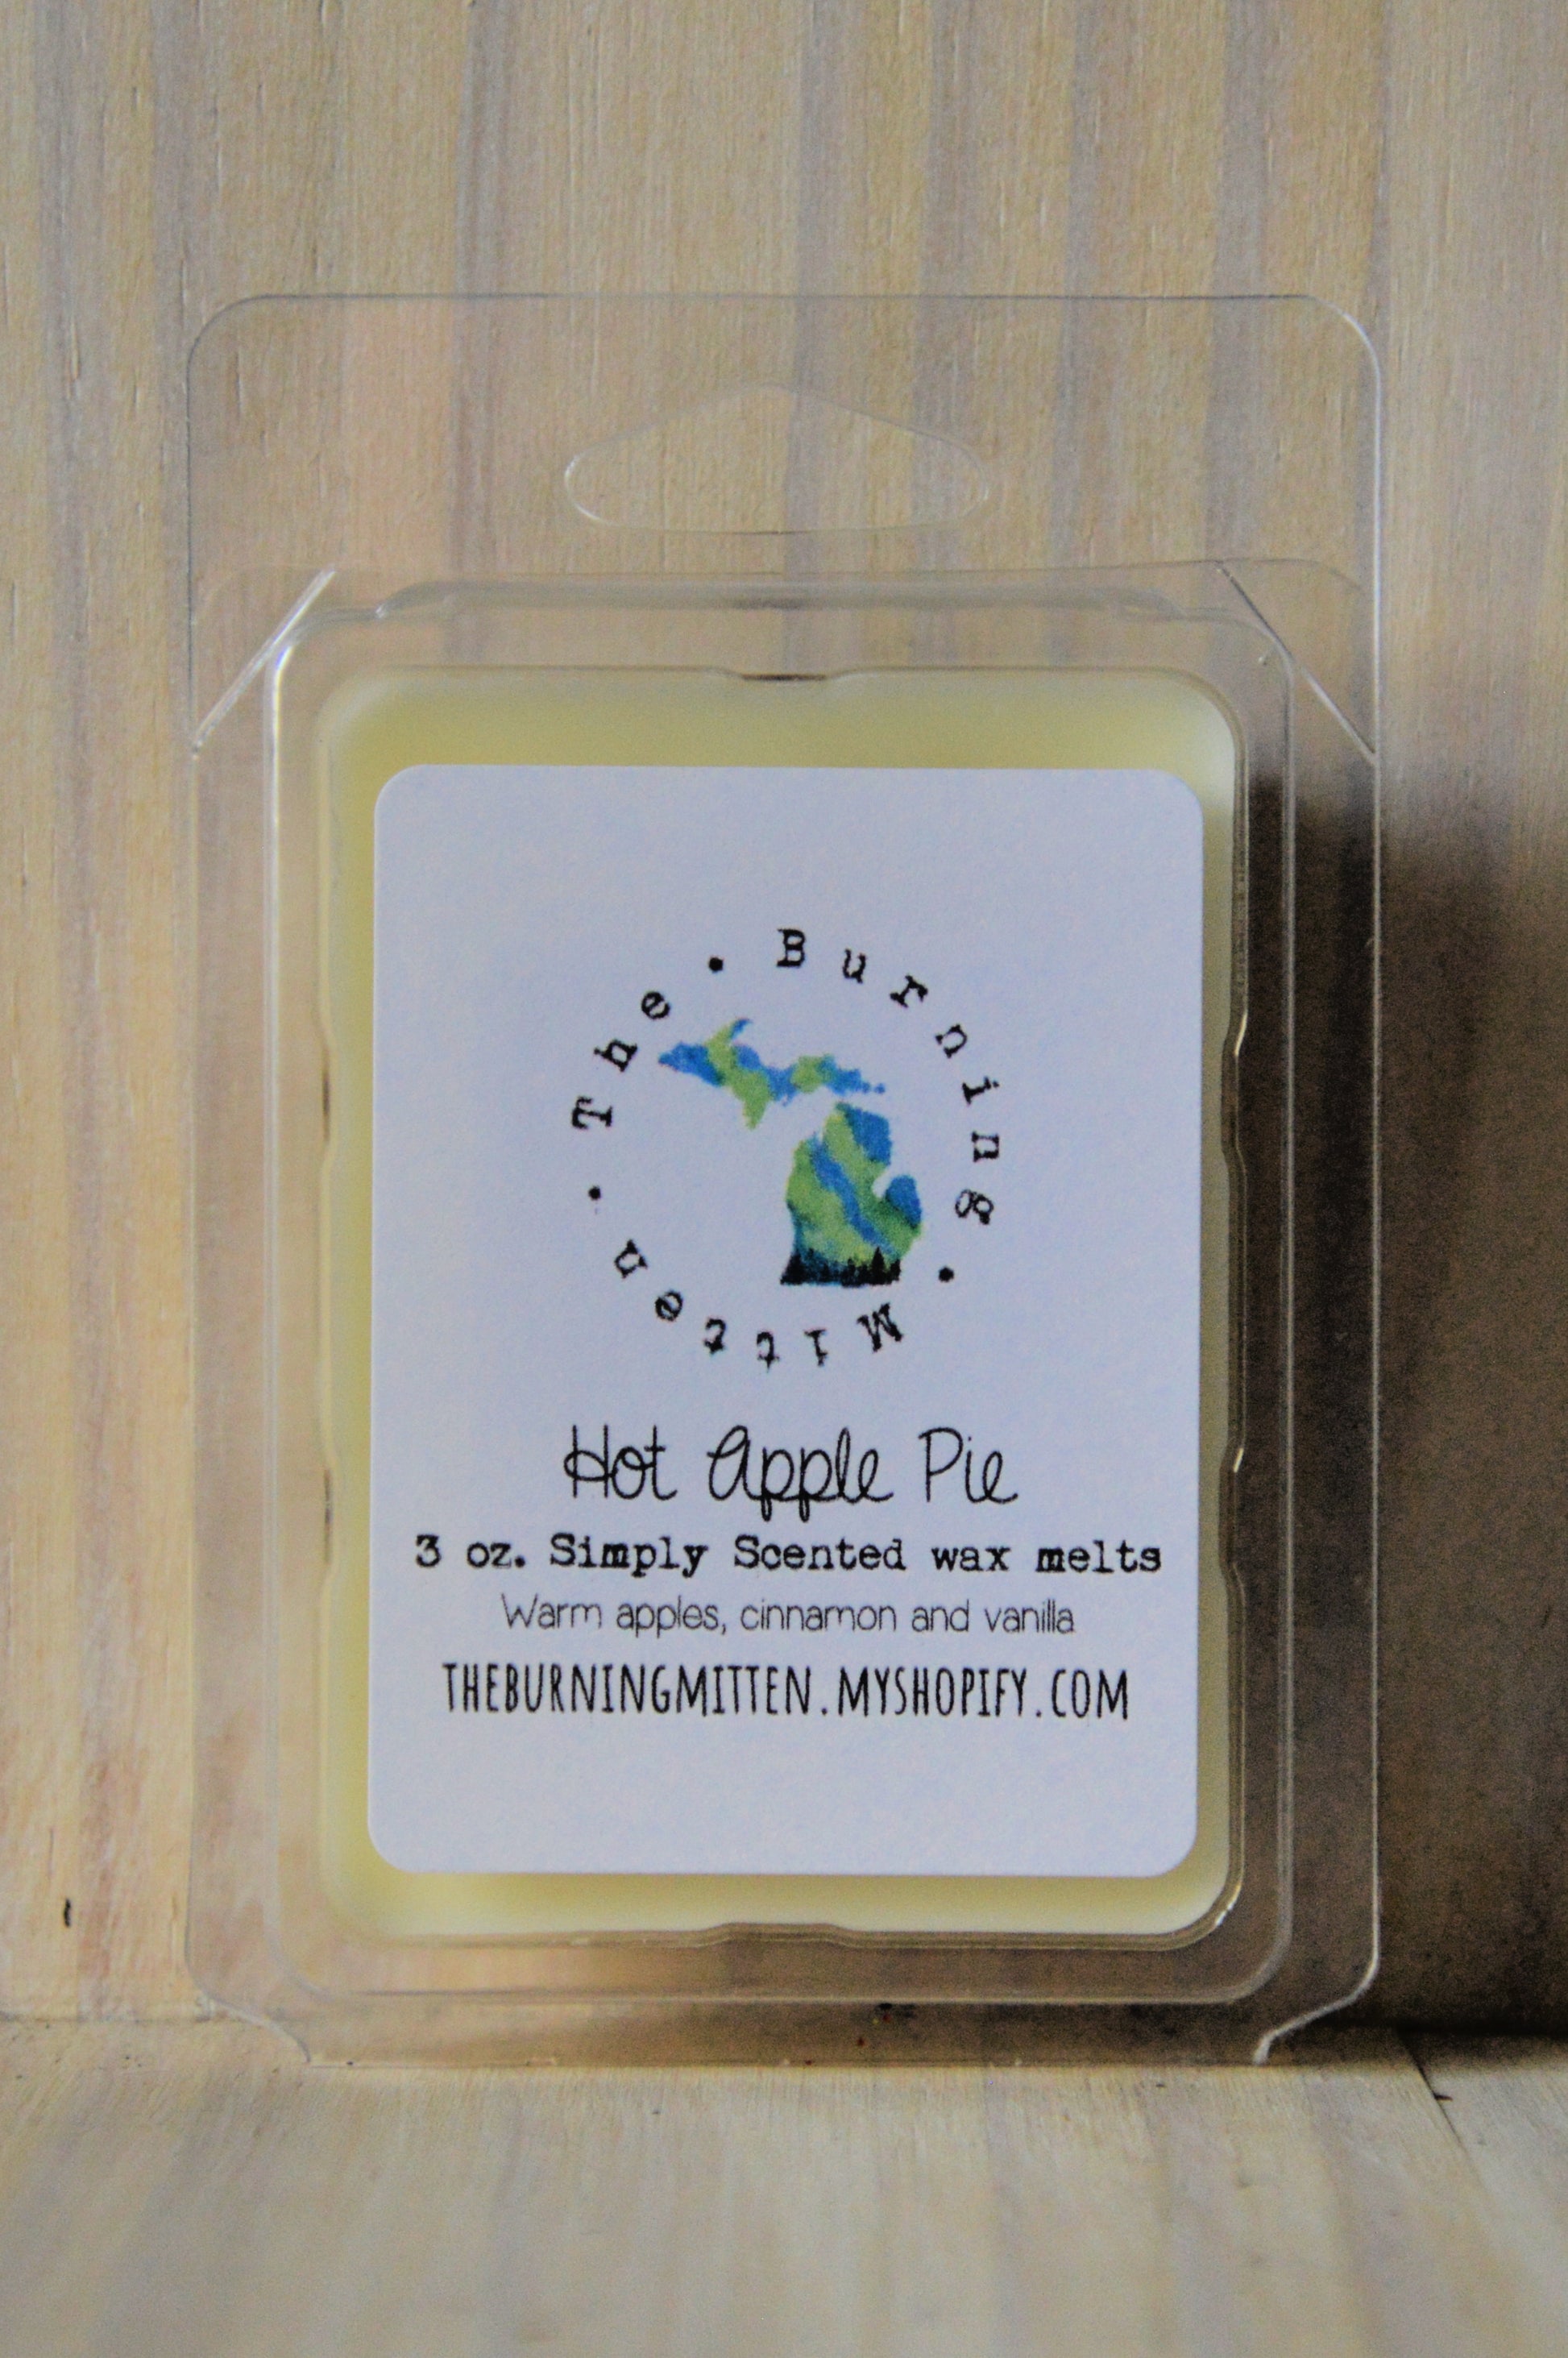 The . Burning . Mitten .
Hot Apple Pie
3 oz. Simply Scented wax melts
Warm apples, cinnamon and vanilla
THEBURNINGMITTEN.MYSHOPIFY.COM